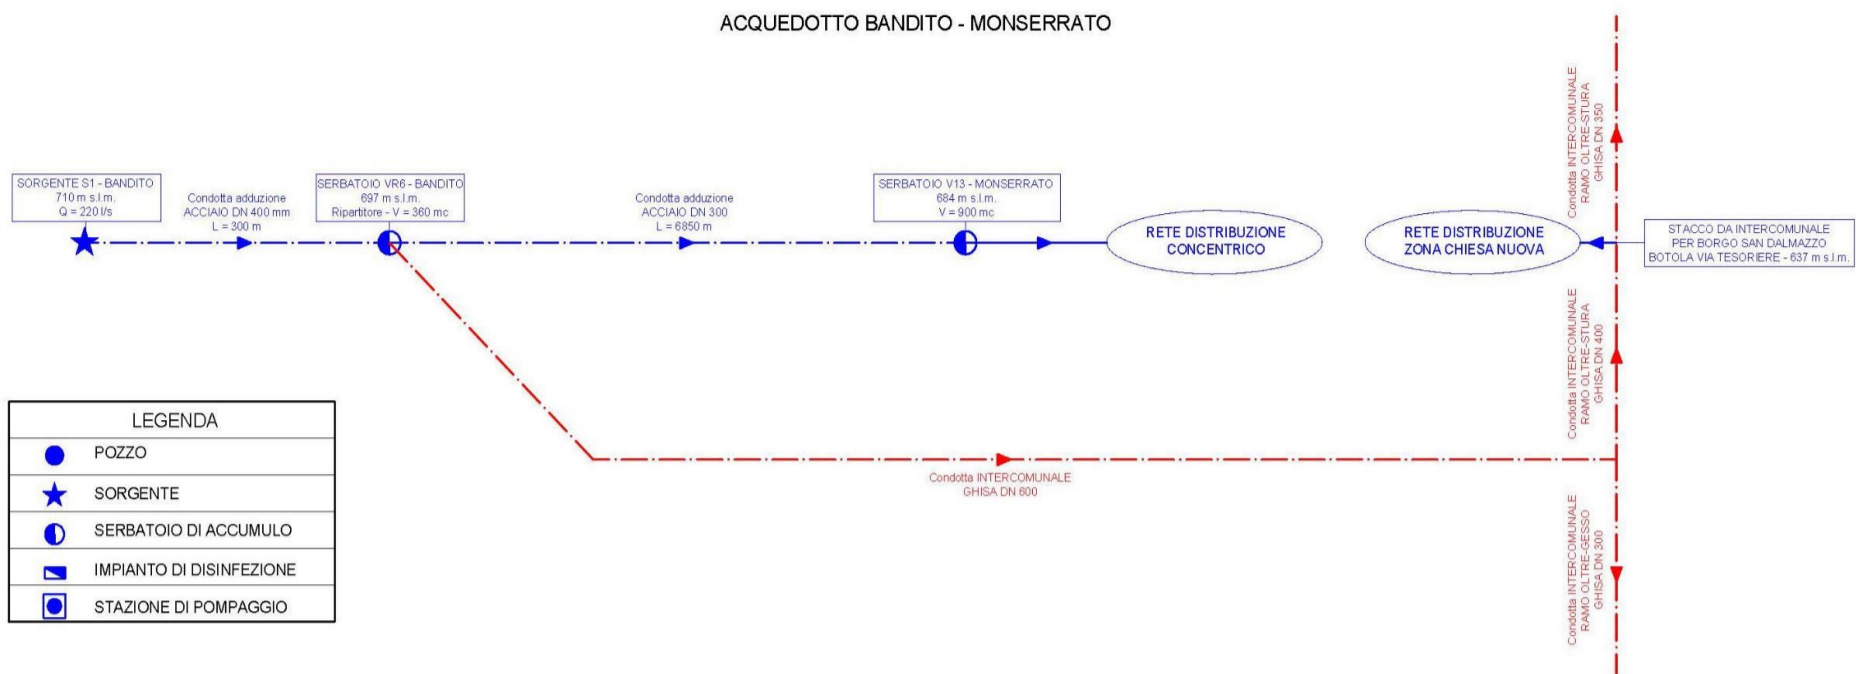 ACQUEDOTTO BANDITO - MONSERRATO
SORGENTE S1 - BANDITO
710 m s.l.m.
Q = 220 l/s
Condotta adduzione
ACCIAIO DN 400 mm
L = 300 m
SERBATOIO VR6 - BANDITO
697 m s.l.m.
Ripartitore - V = 360 mc
Condotta adduzione
ACCIAIO DN 300
L = 6850 m
SERBATOIO V13 - MONSERRATO
684 m s.l.m.
V = 900 mc
RETE DISTRIBUZIONE
CONCENTRICO
RETE DISTRIBUZIONE
ZONA CHIESA NUOVA
Condotta INTERCOMUNALE
RAMO OLTRE-STURA
GHISA DN 350
STACCO DA INTERCOMUNALE
PER BORGO SAN DALMAZZO
BOTOLA VIA TESORIERE - 637 m s.l.m.
Condotta INTERCOMUNALE
RAMO OLTRE-STURA
GHISA DN 400
Condotta INTERCOMUNALE
GHISA DN 600
Condotta INTERCOMUNALE
RAMO OLTRE-GESSO
GHISA DN 300
LEGENDA
POZZO
SORGENTE
SERBATOIO DI ACCUMULO
IMPIANTO DI DISINFEZIONE
STAZIONE DI POMPAGGIO